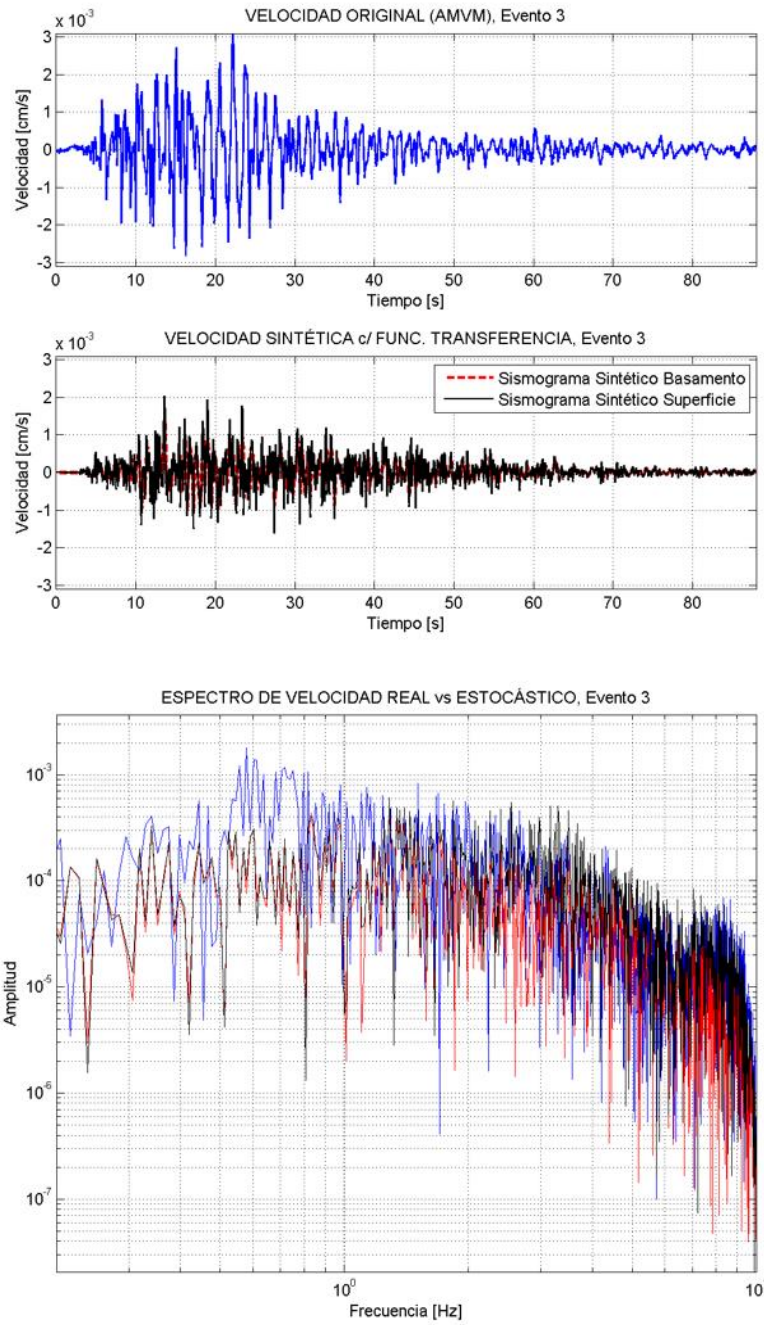 VELOCIDAD ORIGINAL (AMVM), Evento 3
x 10⁻³
3
2
1
0
-1
-2
-3
Velocidad [cm/s]
0 10 20 30 40 50 60 70 80
Tiempo [s]
VELOCIDAD SINTÉTICA c/ FUNC. TRANSFERENCIA, Evento 3
x 10⁻³
3
2
1
0
-1
-2
-3
Velocidad [cm/s]
Sismograma Sintético Basamento
Sismograma Sintético Superficie
0 10 20 30 40 50 60 70 80
Tiempo [s]
ESPECTRO DE VELOCIDAD REAL vs ESTOCÁSTICO, Evento 3
10⁻³
10⁻⁴
10⁻⁵
10⁻⁶
10⁻⁷
Amplitud
10⁰ 10
Frecuencia [Hz]